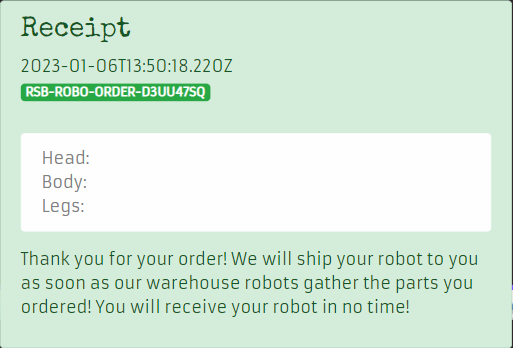 Receipt
2023-01-06T13:50:18.220Z
RSB-ROBO-ORDER-D3UU47SQ
Head:
Body:
Legs:
Thank you for your order! We will ship your robot to you
as soon as our warehouse robots gather the parts you
ordered! You will receive your robot in no time!